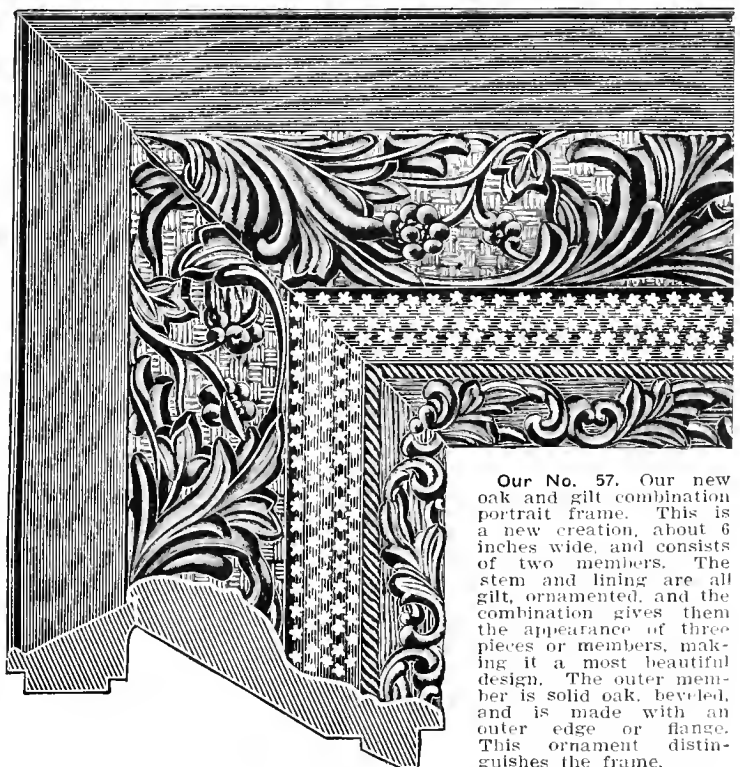 Our No. 57. Our new
oak and gilt combination
portrait frame. This is
a new creation, about 6
inches wide, and consists
of two members. The
stem and lining are all
gilt, ornamented, and the
combination gives them
the appearance of three
pieces or members, mak-
ing it a most beautiful
design. The outer mem-
ber is solid oak, beveled,
and is made with an
outer edge or flange.
This ornament distin-
guishes the frame.